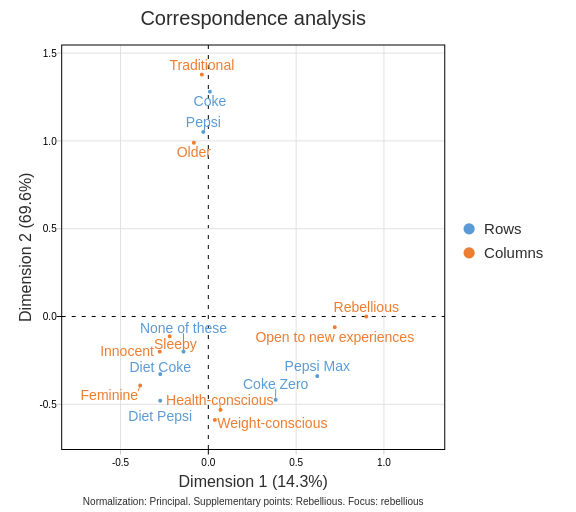 Correspondence analysis
1.5
1.0
0.5
0.0
-0.5
Dimension 2 (69.6%)
Traditional
Coke
Pepsi
Older
Rebellious
None of these
Open to new experiences
Sleepy
Innocent
Diet Coke
Pepsi Max
Coke Zero
Feminine
Health-conscious
Diet Pepsi
Weight-conscious
Rows
Columns
-0.5
0.0
0.5
1.0
Dimension 1 (14.3%)
Normalization: Principal. Supplementary points: Rebellious. Focus: rebellious